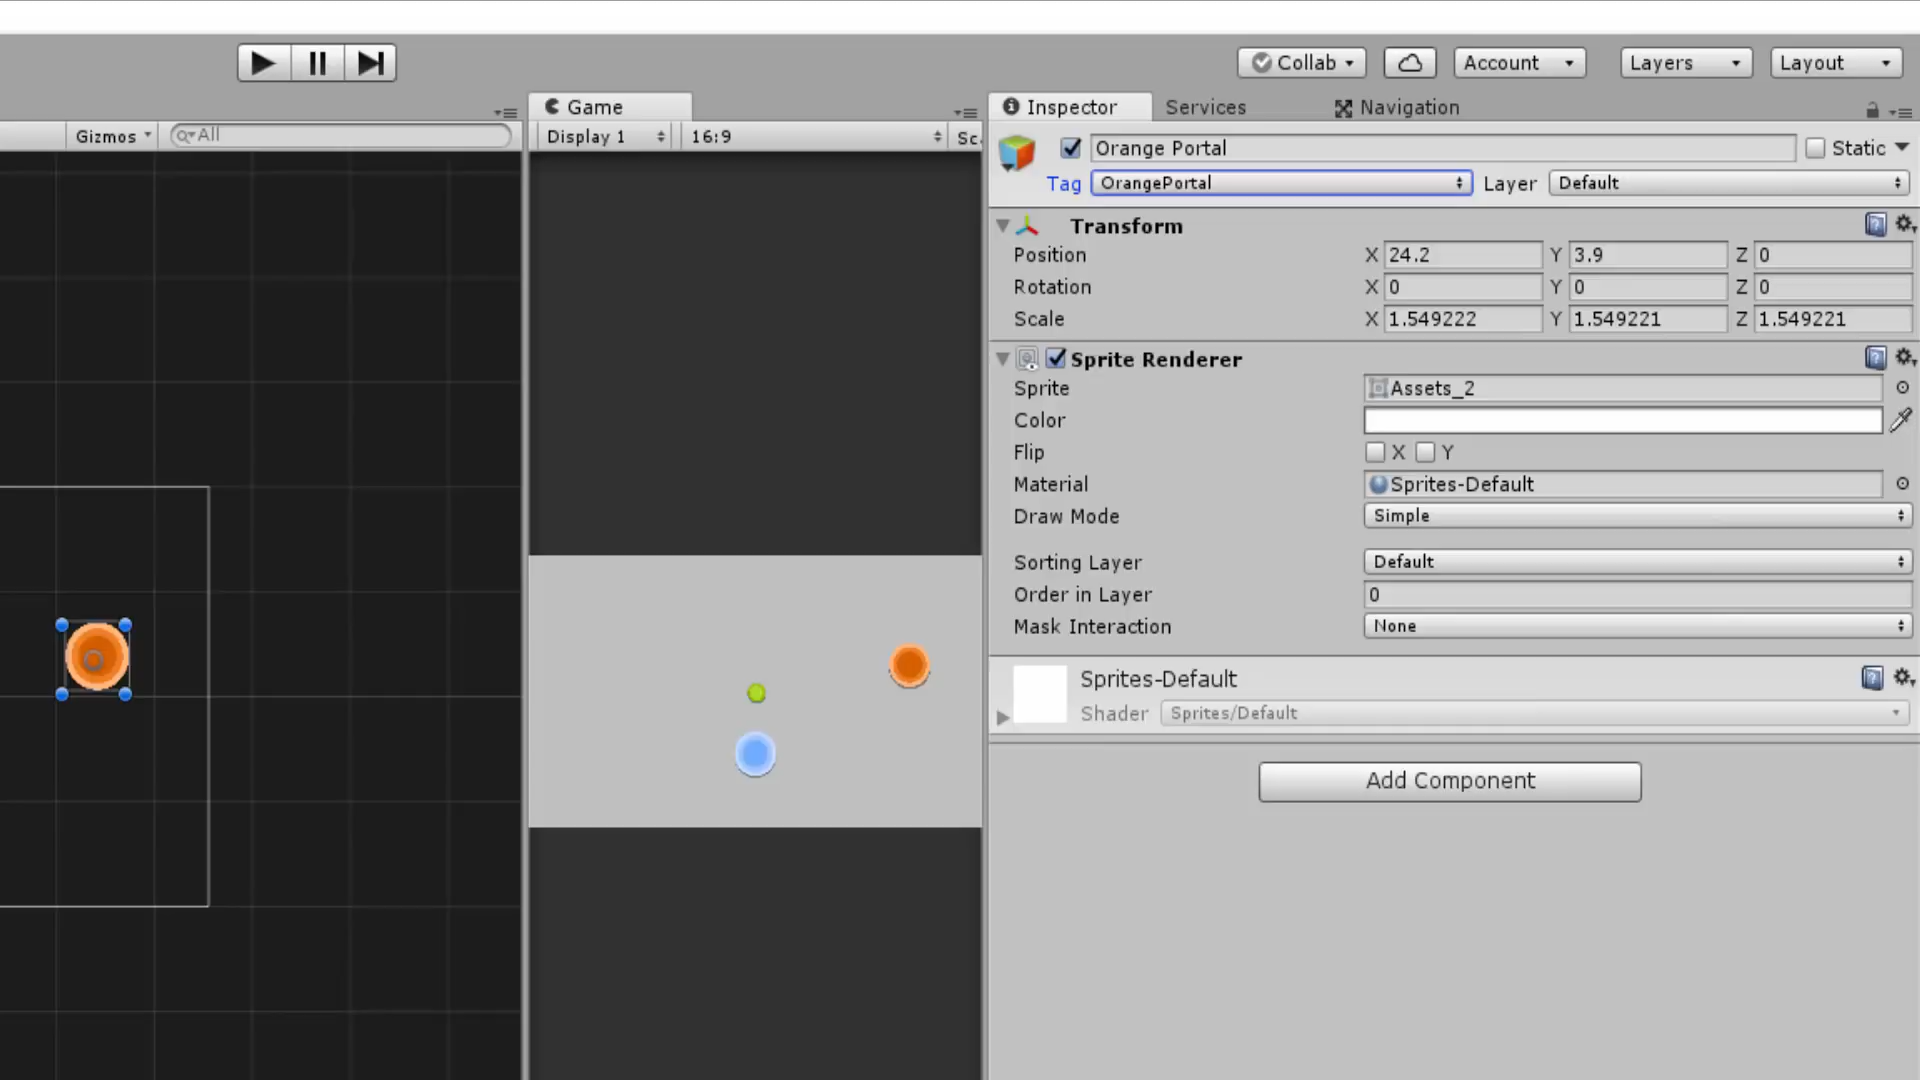 Collab Account Layers Layout
Game Inspector Services Navigation
Gizmos All Display 1 16:9 Sc
Orange Portal Static
Tag OrangePortal Layer Default
Transform
Position X 24.2 Y 3.9 Z 0
Rotation X 0 Y 0 Z 0
Scale X 1.549222 Y 1.549221 Z 1.549221
Sprite Renderer
Sprite Assets_2
Color
Flip X Y
Material Sprites-Default
Draw Mode Simple
Sorting Layer Default
Order in Layer 0
Mask Interaction None
Sprites-Default
Shader Sprites/Default
Add Component